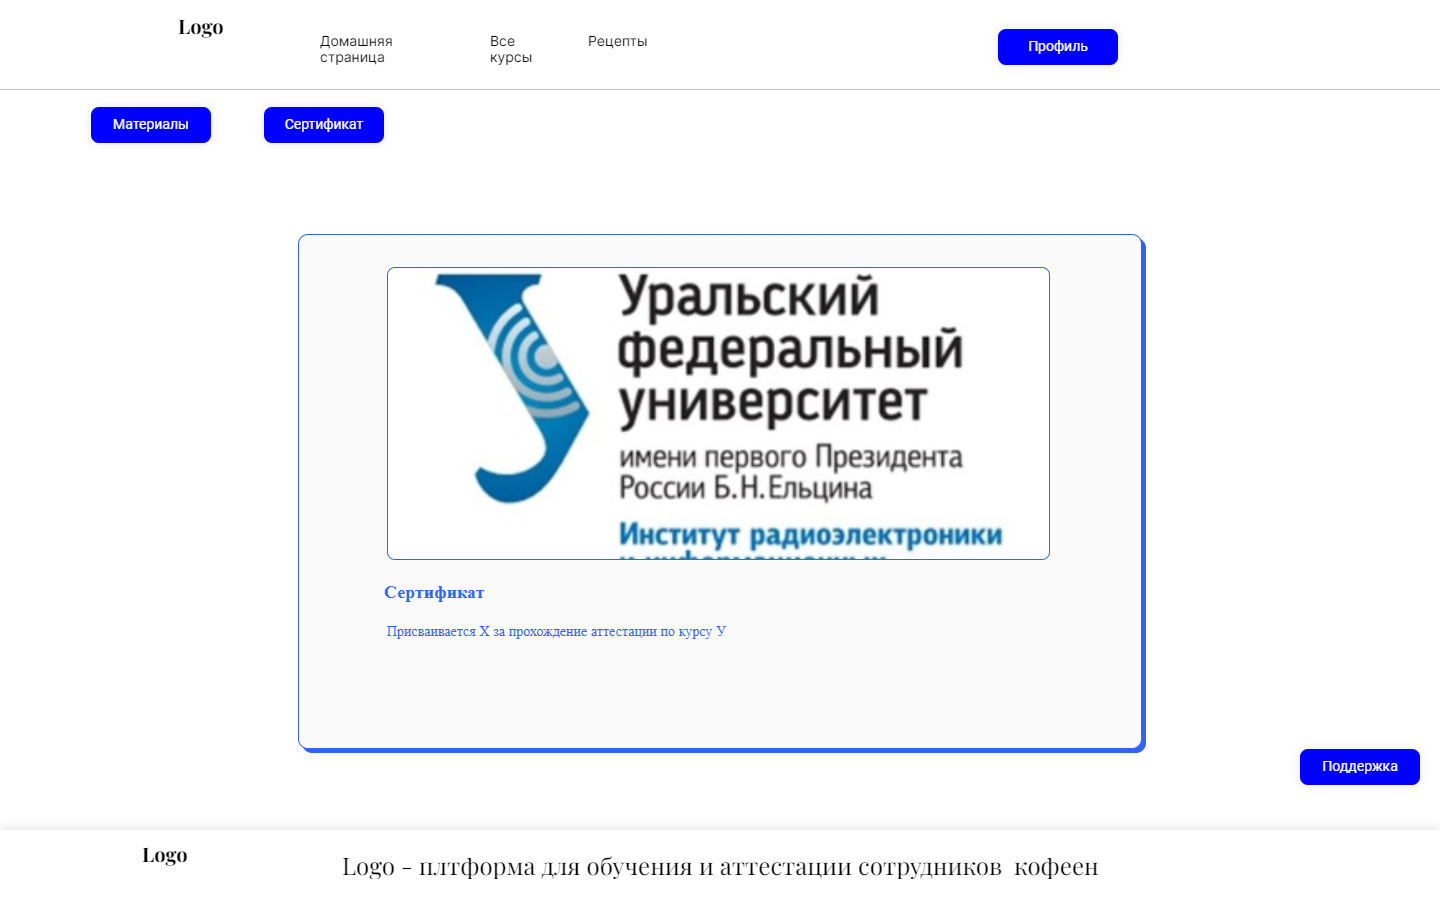 Logo
Домашняя
страница
Все
курсы
Рецепты
Профиль
Материалы
Сертификат
Уральский
федеральный
университет
имени первого Президента
России Б.Н.Ельцина
Институт радиоэлектроники
Сертификат
Присваивается X за прохождение аттестации по курсу У
Поддержка
Logo
Logo - плтформа для обучения и аттестации сотрудников кофеен